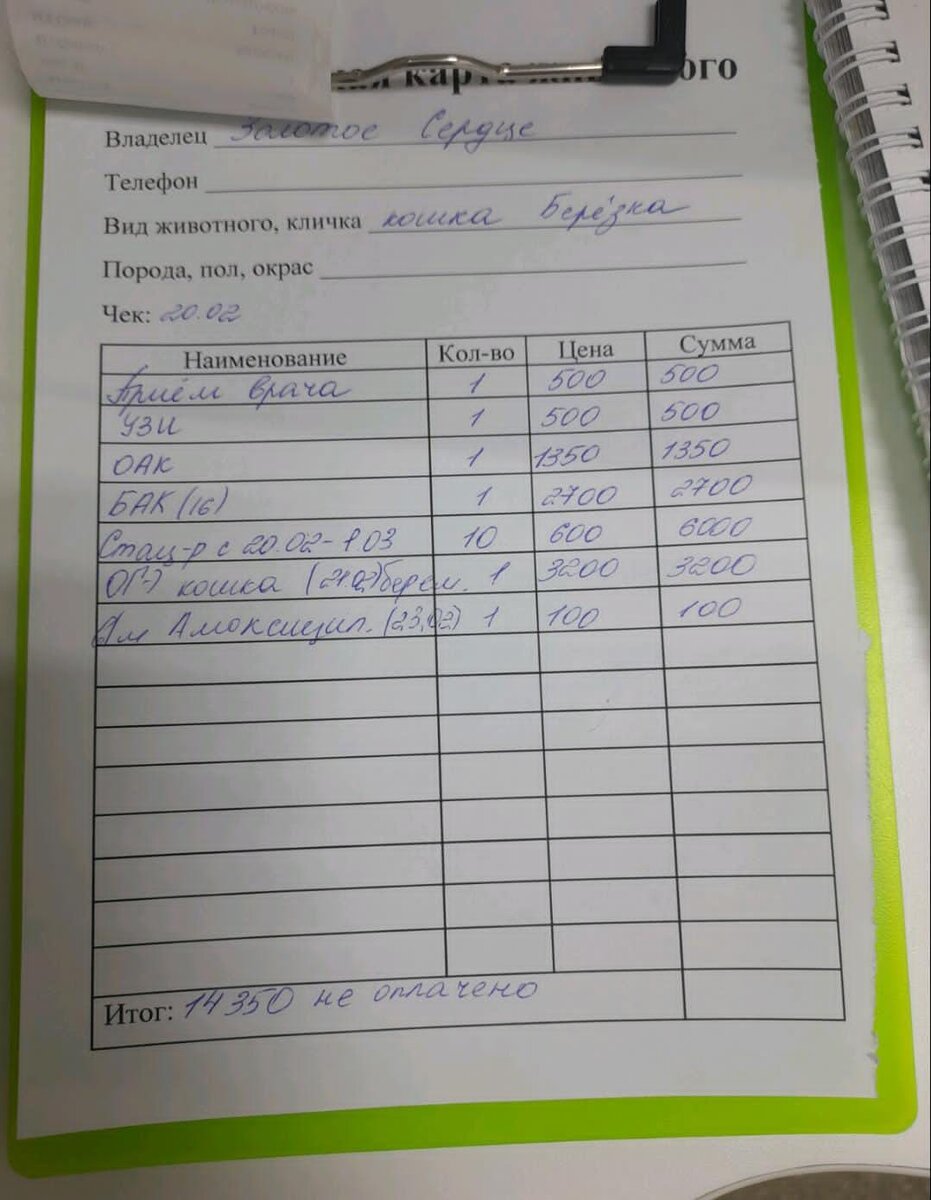 карта ого
Владелец Золотое Сердце
Телефон
Вид животного, кличка кошка Берёзка
Порода, пол, окрас
Чек: 20.02
Наименование Кол-во Цена Сумма
Приём врача 1 500 500
УЗИ 1 500 500
ОАК 1 1350 1350
БАК (16) 1 2700 2700
Стац-р с 20.02-1.03 10 600 6000
кошка берем. 1 3200 3200
Амоксицил. (23.02) 1 100 100
Итог: 14350 не оплачено